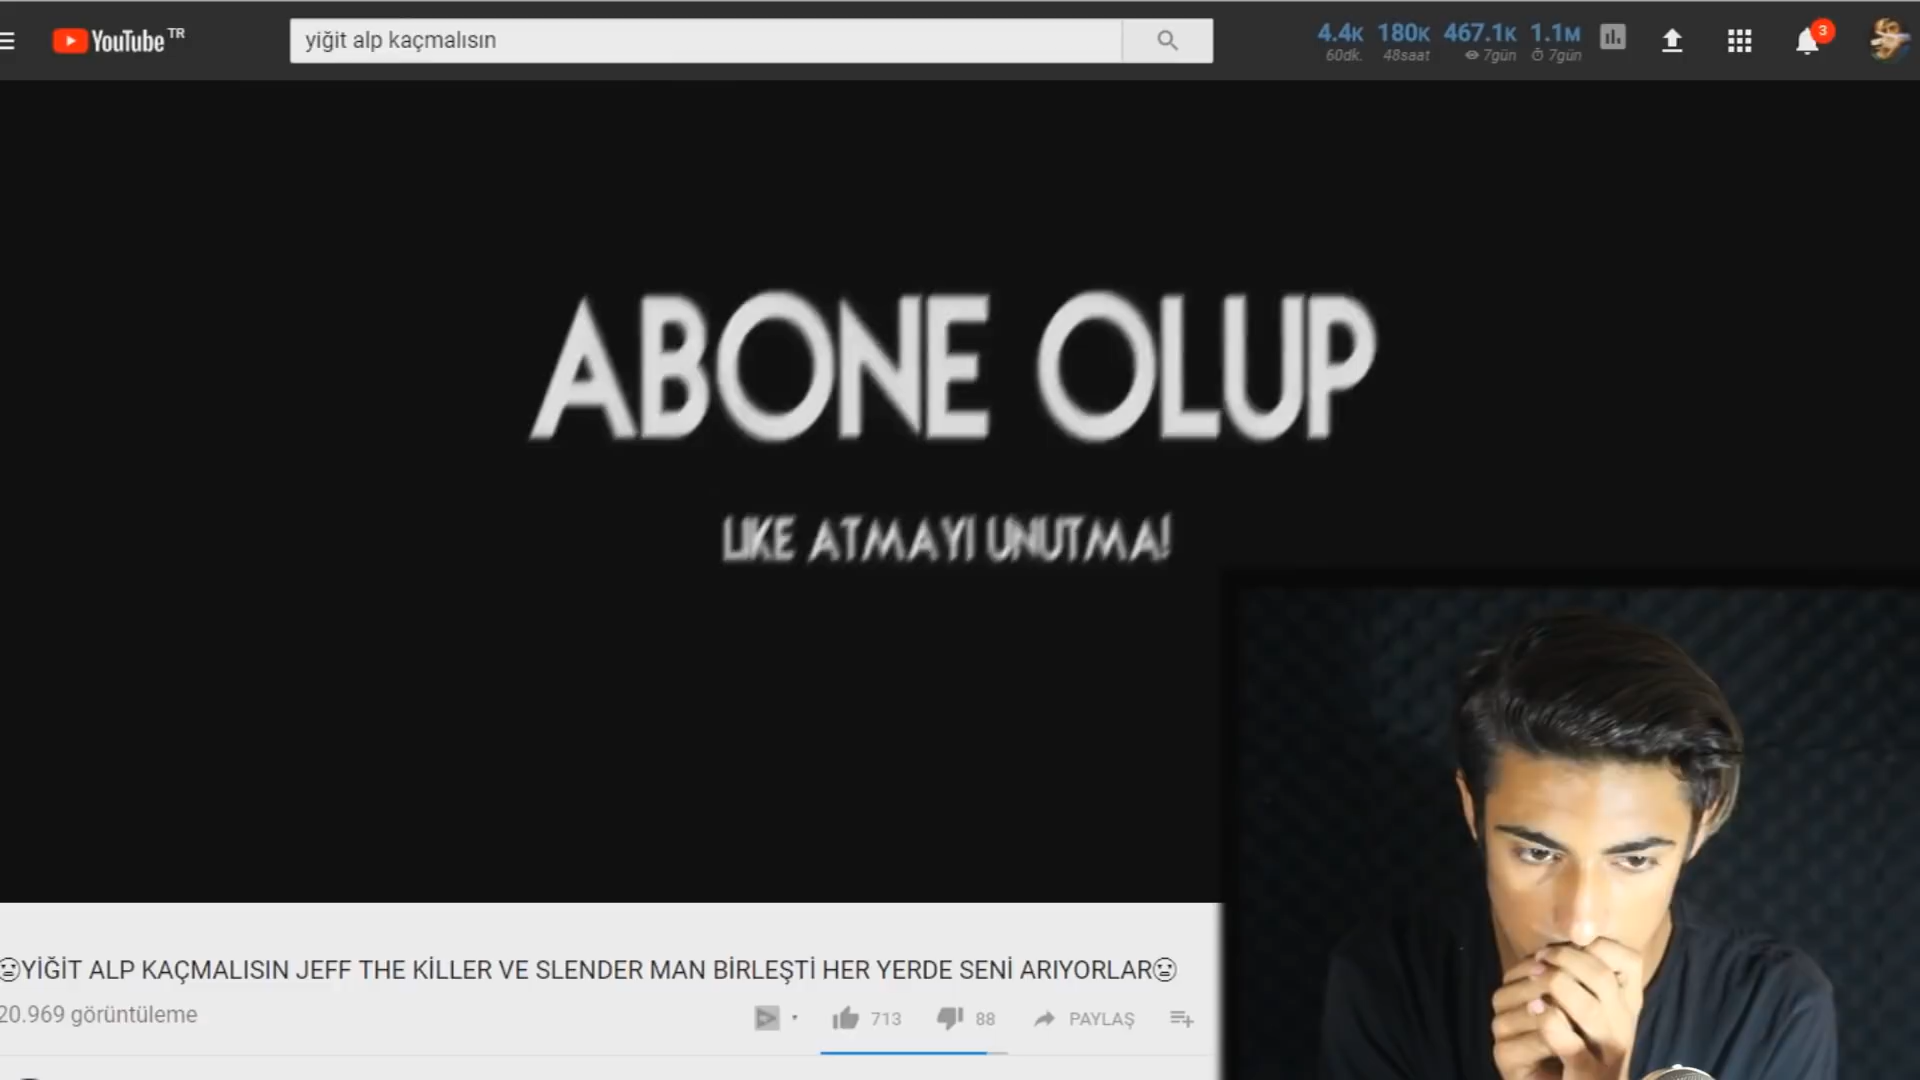 YouTube TR
yiğit alp kaçmalısın
4.4K 180K 467.1K 1.1M
60dk. 48saat 7gün 7gün
3
ABONE OLUP
LIKE ATMAYI UNUTMA!
YİĞİT ALP KAÇMALISIN JEFF THE KİLLER VE SLENDER MAN BİRLEŞTİ HER YERDE SENİ ARIYORLAR
20.969 görüntüleme
713 88 PAYLAŞ